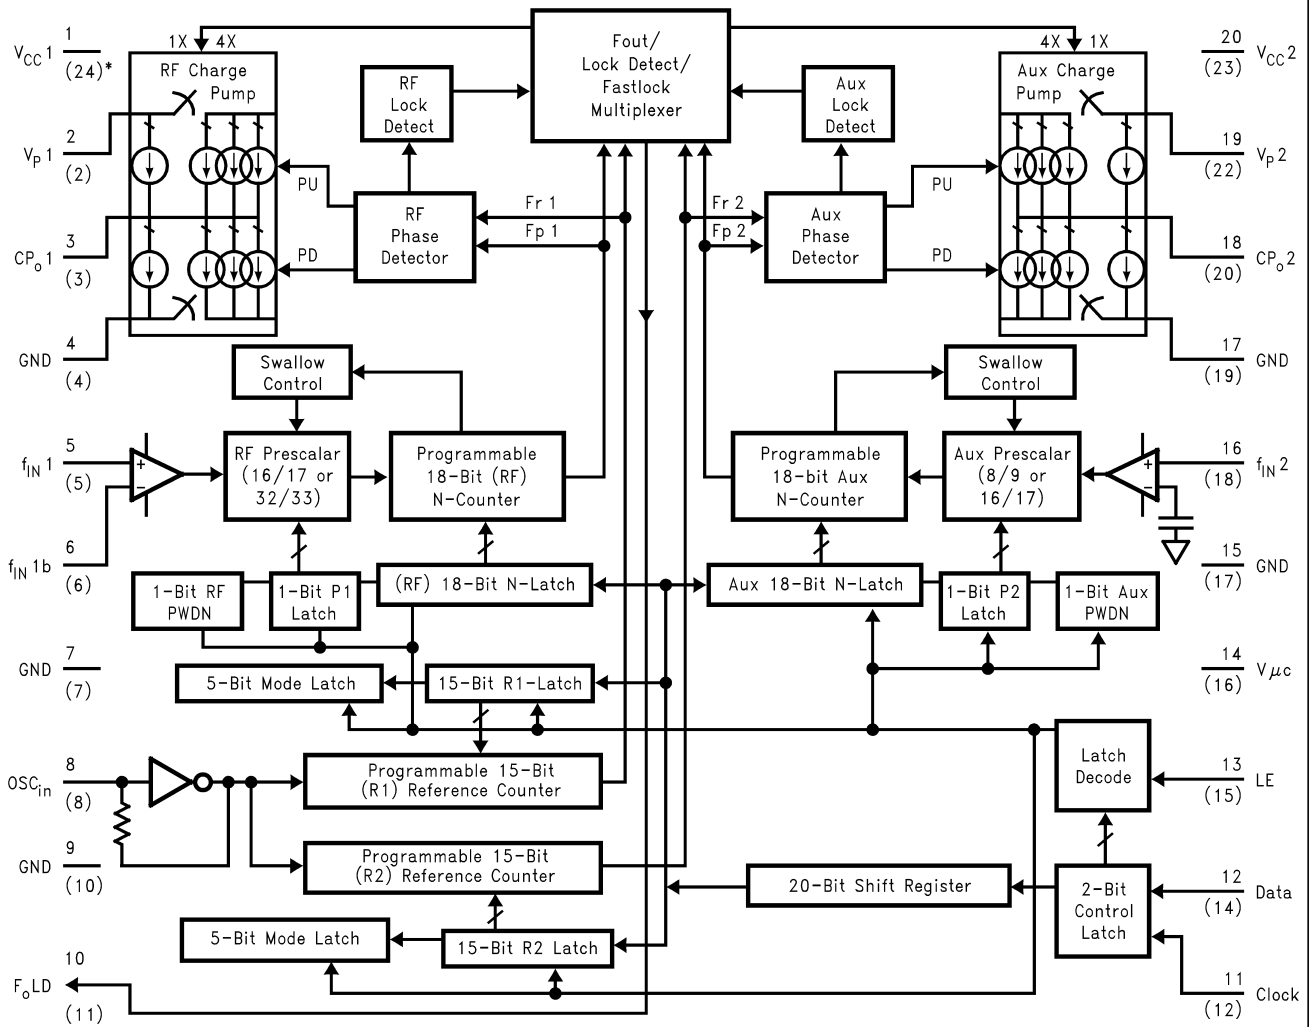 1
V_CC 1
(24)*
2
V_P 1
(2)
3
CP_o 1
(3)
4
GND
(4)
5
f_IN 1
(5)
6
f_IN 1b
(6)
7
GND
(7)
8
OSC_in
(8)
9
GND
(10)
10
F_o LD
(11)
1X 4X
RF Charge
Pump
RF
Lock
Detect
Fout/
Lock Detect/
Fastlock
Multiplexer
Aux
Lock
Detect
4X 1X
Aux Charge
Pump
PU
PD
RF
Phase
Detector
Fr 1
Fp 1
Fr 2
Fp 2
Aux
Phase
Detector
PU
PD
Swallow
Control
Swallow
Control
+
−
RF Prescalar
(16/17 or
32/33)
Programmable
18-Bit (RF)
N-Counter
Programmable
18-bit Aux
N-Counter
Aux Prescalar
(8/9 or
16/17)
+
−
1-Bit RF
PWDN
1-Bit P1
Latch
(RF) 18-Bit N-Latch
Aux 18-Bit N-Latch
1-Bit P2
Latch
1-Bit Aux
PWDN
5-Bit Mode Latch
15-Bit R1-Latch
Programmable 15-Bit
(R1) Reference Counter
Latch
Decode
Programmable 15-Bit
(R2) Reference Counter
20-Bit Shift Register
2-Bit
Control
Latch
5-Bit Mode Latch
15-Bit R2 Latch
20
V_CC 2
(23)
19
V_P 2
(22)
18
CP_o 2
(20)
17
GND
(19)
16
f_IN 2
(18)
15
GND
(17)
14
Vμc
(16)
13
LE
(15)
12
Data
(14)
11
Clock
(12)